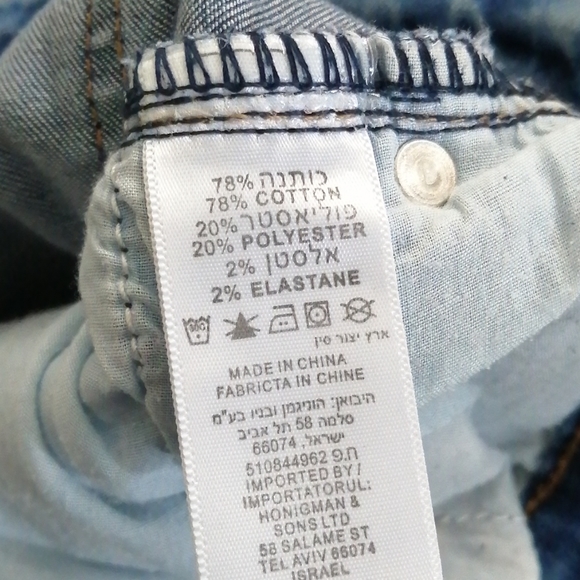 78% כותנה
78% COTTON
20% פוליאסטר
20% POLYESTER
2% אלסטן
2% ELASTANE
ארץ יצור סין
MADE IN CHINA
FABRICTA IN CHINE
היבואן: הוניגמן ובניו בע"מ
סלמה 58 תל אביב
ישראל, 66074
ח.פ 510844962
IMPORTED BY /
IMPORTATORUL:
HONIGMAN &
SONS LTD
58 SALAME ST
TEL AVIV 66074
ISRAEL